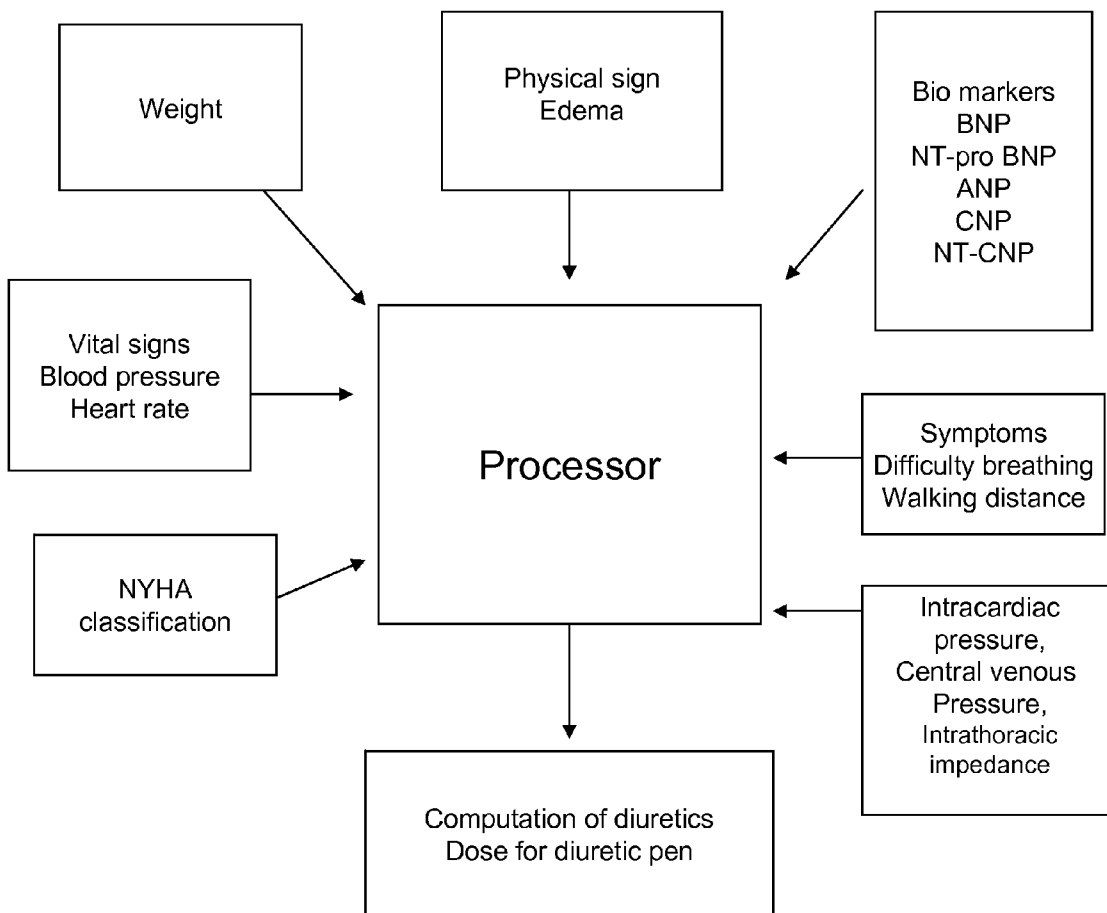 Weight
Physical sign
Edema
Bio markers
BNP
NT-pro BNP
ANP
CNP
NT-CNP
Vital signs
Blood pressure
Heart rate
Processor
Symptoms
Difficulty breathing
Walking distance
NYHA
classification
Intracardiac
pressure,
Central venous
Pressure,
Intrathoracic
impedance
Computation of diuretics
Dose for diuretic pen